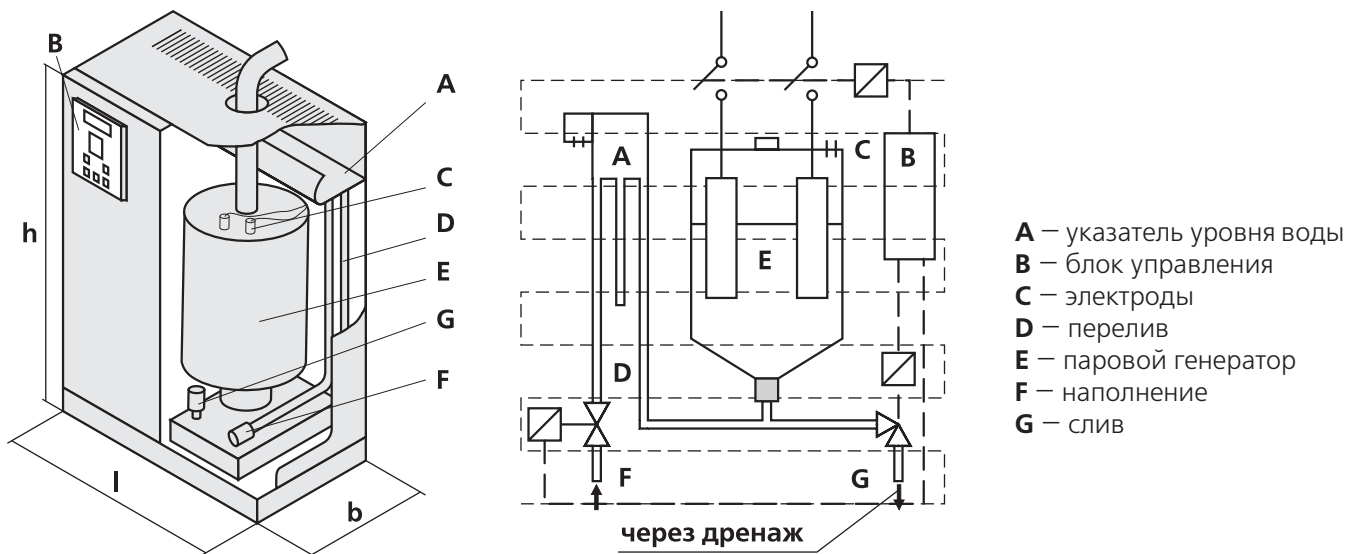 B
A
C
D
E
G
F
h
l
b
A
C
B
E
D
F
G
через дренаж
A – указатель уровня воды
B – блок управления
C – электроды
D – перелив
E – паровой генератор
F – наполнение
G – слив